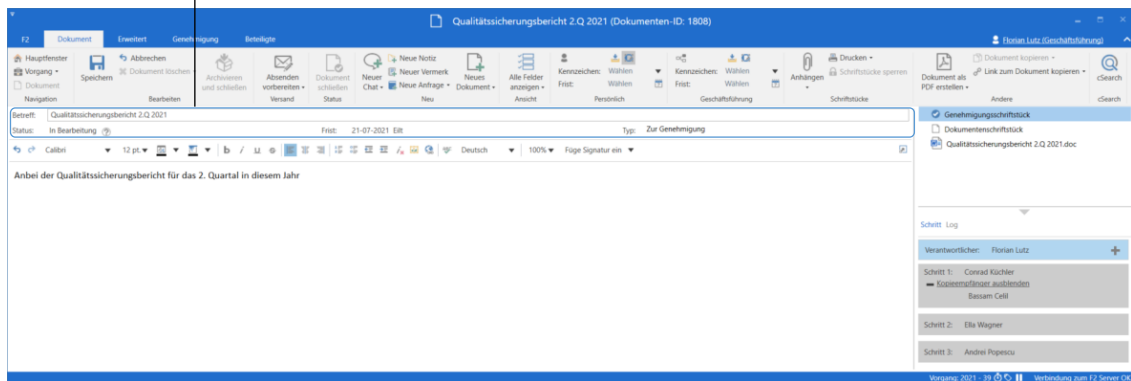 Qualitätssicherungsbericht 2.Q 2021 (Dokumenten-ID: 1808)
F2 Dokument Erweitert Genehmigung Beteiligte Florian Lutz (Geschäftsführung)
Hauptfenster
Vorgang
Dokument
Navigation
Speichern
Abbrechen
Dokument löschen
Archivieren
und schließen
Bearbeiten
Absenden
vorbereiten
Versand
Dokument
schließen
Status
Neuer
Chat
Neue Notiz
Neuer Vermerk
Neue Anfrage
Neues
Dokument
Neu
Alle Felder
anzeigen
Ansicht
Kennzeichen: Wählen
Frist: Wählen
Persönlich
Kennzeichen: Wählen
Frist: Wählen
Geschäftsführung
Anhängen
Drucken
Schriftstücke sperren
Schriftstücke
Dokument als
PDF erstellen
Dokument kopieren
Link zum Dokument kopieren
Andere
cSearch
cSearch
Betreff: Qualitätssicherungsbericht 2.Q 2021
Status: In Bearbeitung Frist: 21-07-2021 Eilt Typ: Zur Genehmigung
Calibri 12 pt. b / u Deutsch 100% Füge Signatur ein
Anbei der Qualitätssicherungsbericht für das 2. Quartal in diesem Jahr
Genehmigungsschriftstück
Dokumentenschriftstück
Qualitätssicherungsbericht 2.Q 2021.doc
Schritt Log
Verantwortlicher: Florian Lutz
Schritt 1: Conrad Küchler
Kopieempfänger ausblenden
Bassam Celil
Schritt 2: Ella Wagner
Schritt 3: Andrei Popescu
Vorgang: 2021 - 39 Verbindung zum F2 Server OK